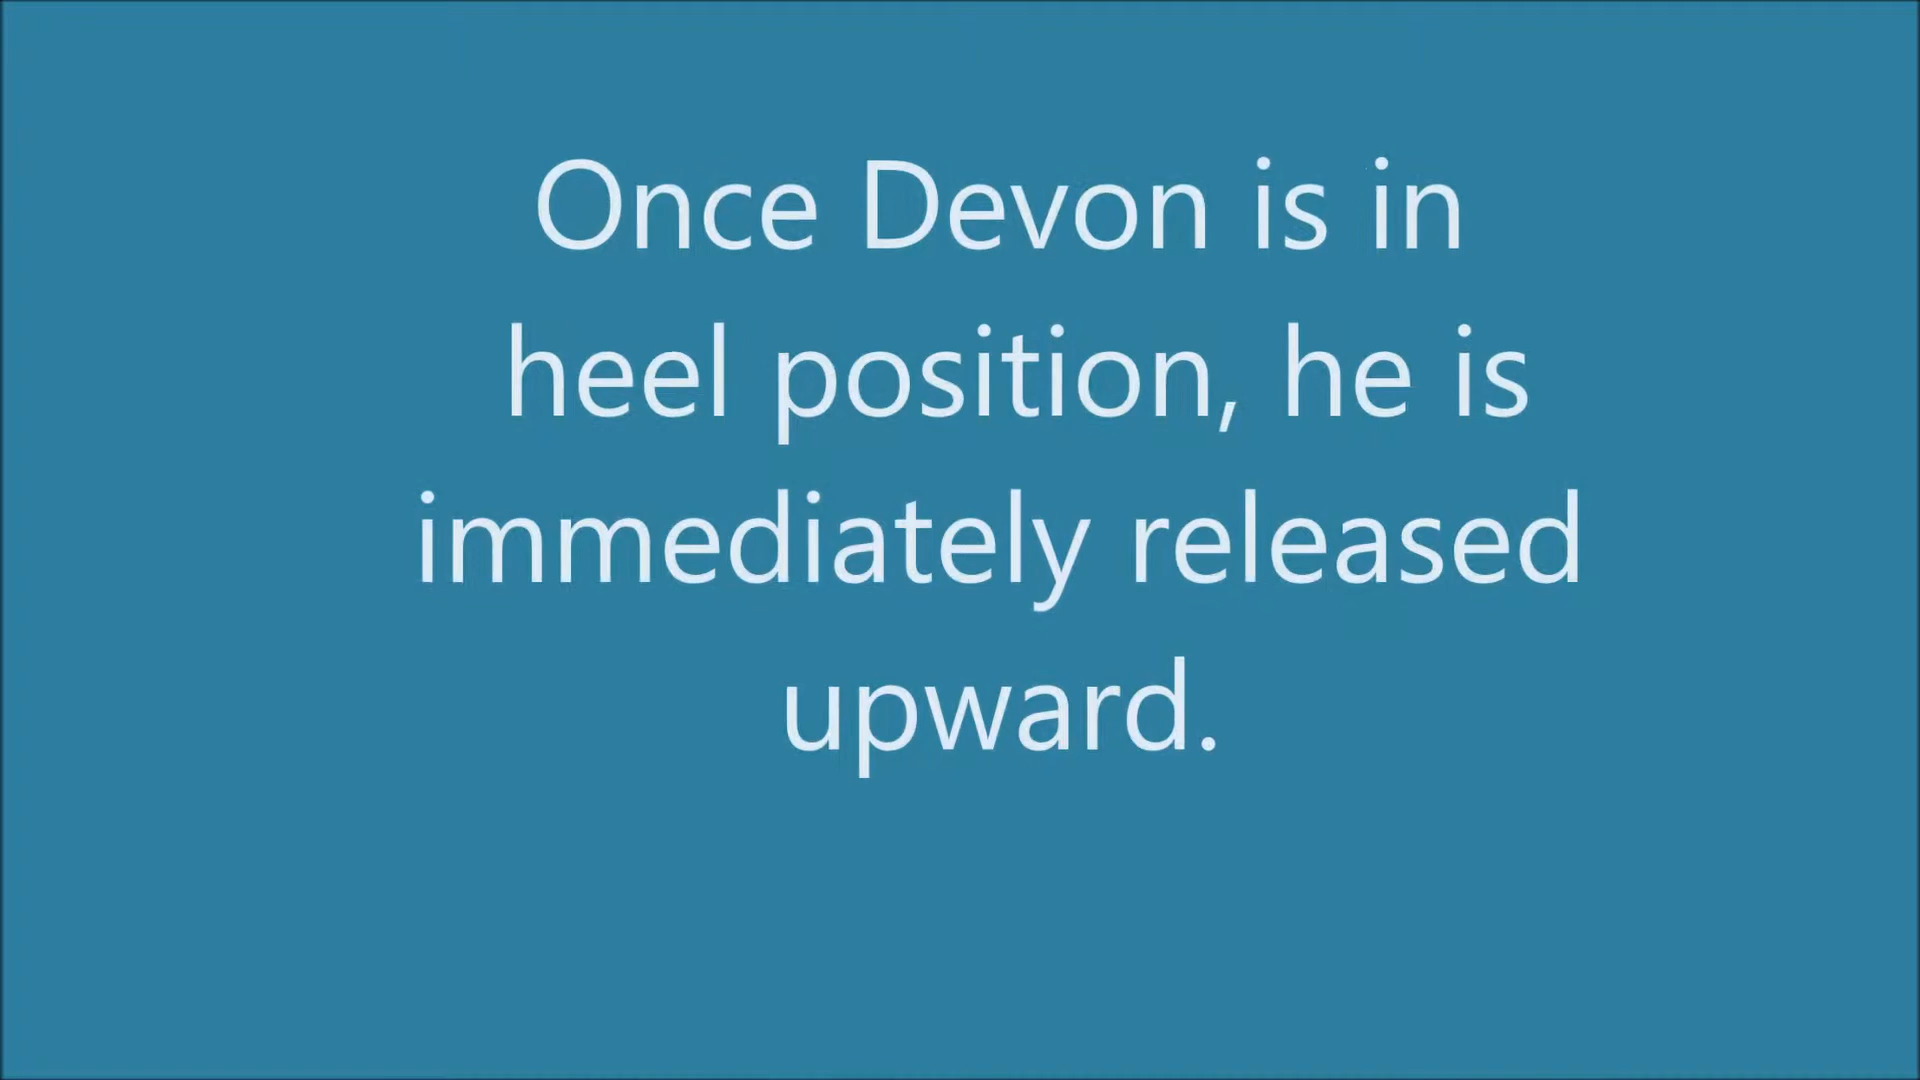 Once Devon is in
heel position, he is
immediately released
upward.